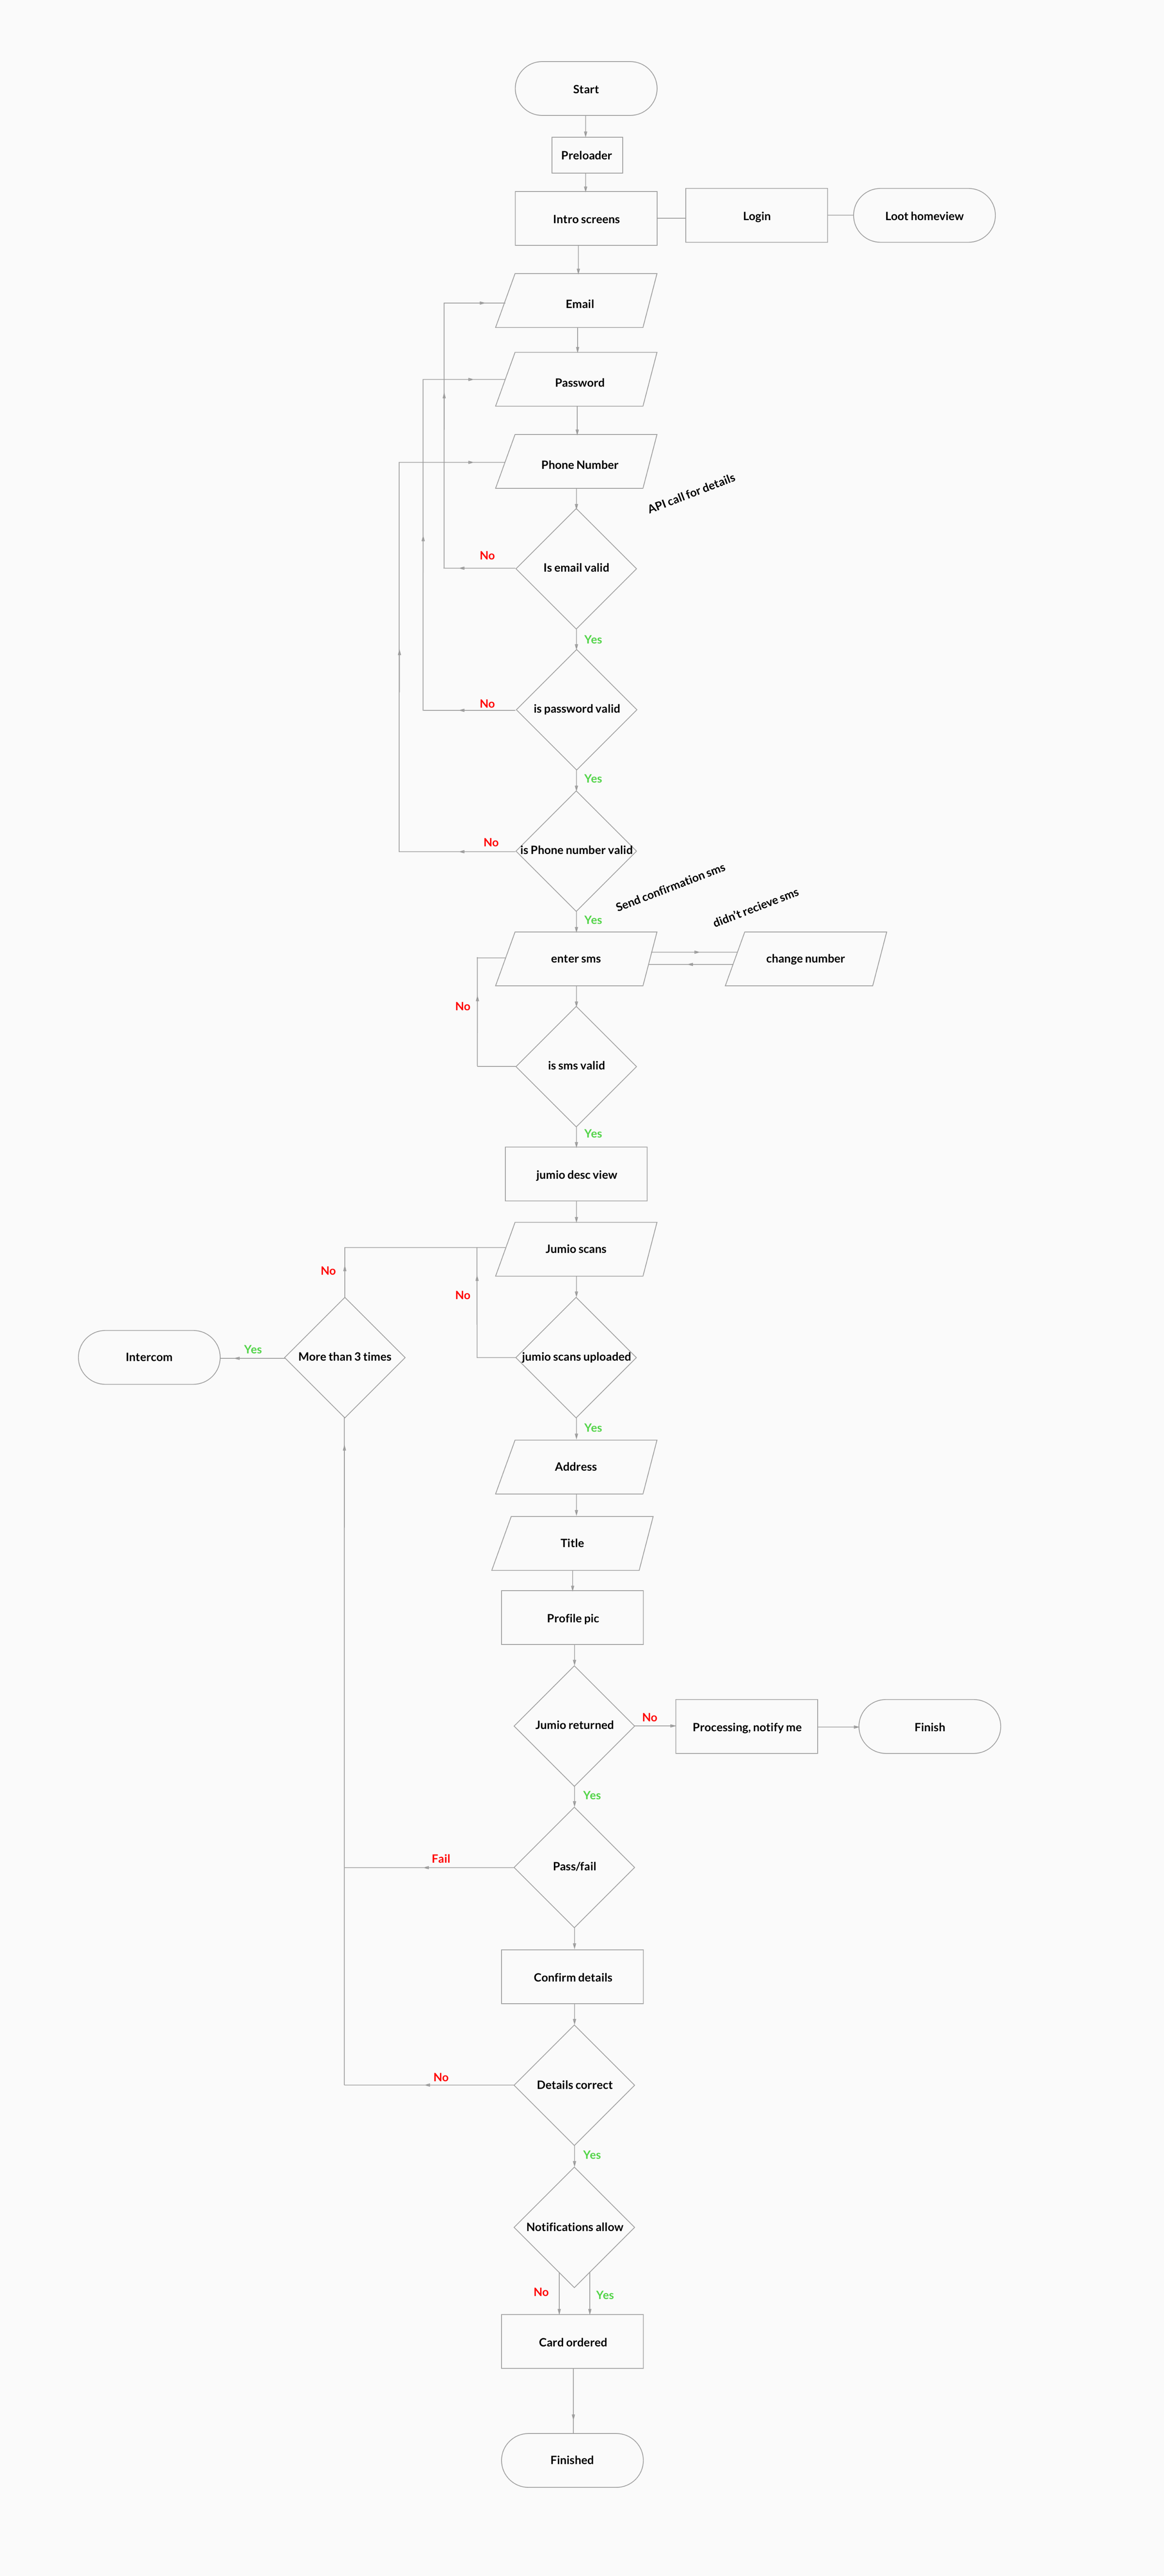 Start
Preloader
Intro screens
Login
Loot homeview
Email
Password
Phone Number
API call for details
No
Is email valid
Yes
No
is password valid
Yes
No
is Phone number valid
Send confirmation sms
didn't recieve sms
Yes
enter sms
change number
No
is sms valid
Yes
jumio desc view
Jumio scans
No
No
Intercom
Yes
More than 3 times
jumio scans uploaded
Yes
Address
Title
Profile pic
Jumio returned
No
Processing, notify me
Finish
Yes
Fail
Pass/fail
Confirm details
No
Details correct
Yes
Notifications allow
No
Yes
Card ordered
Finished